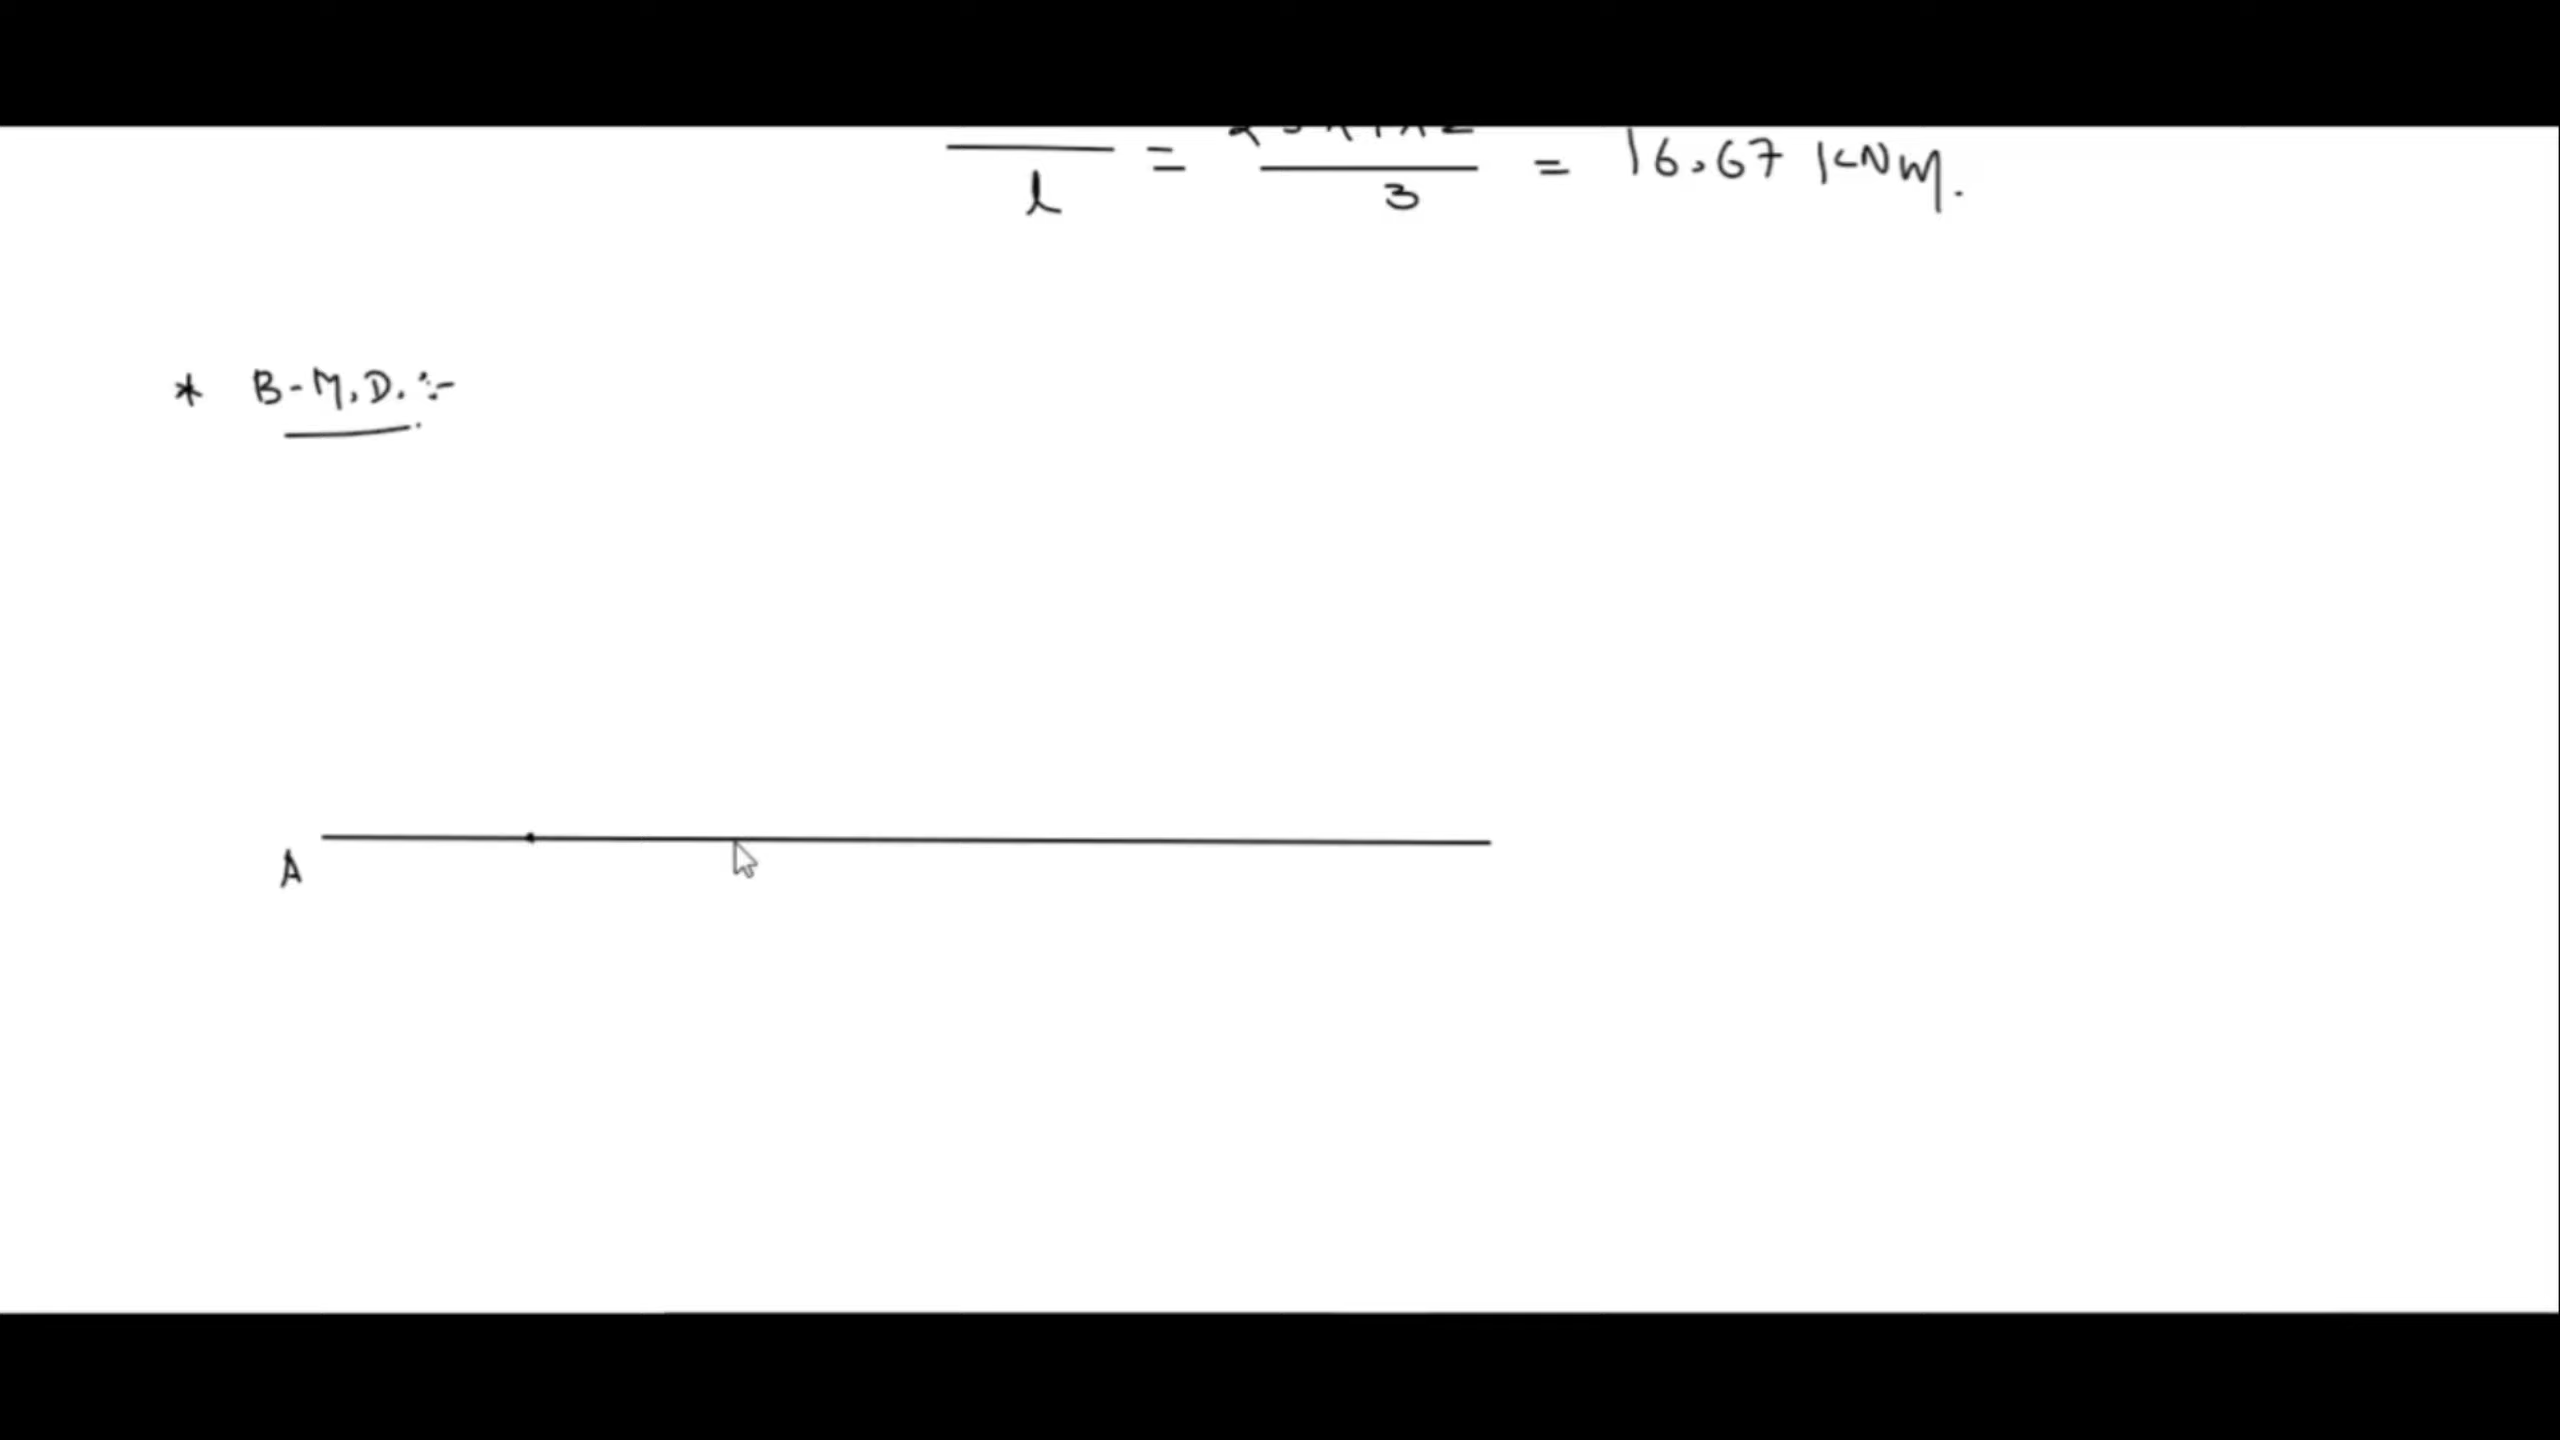 l = 3 = 16.67 KNm.
* B-M.D. :-
A